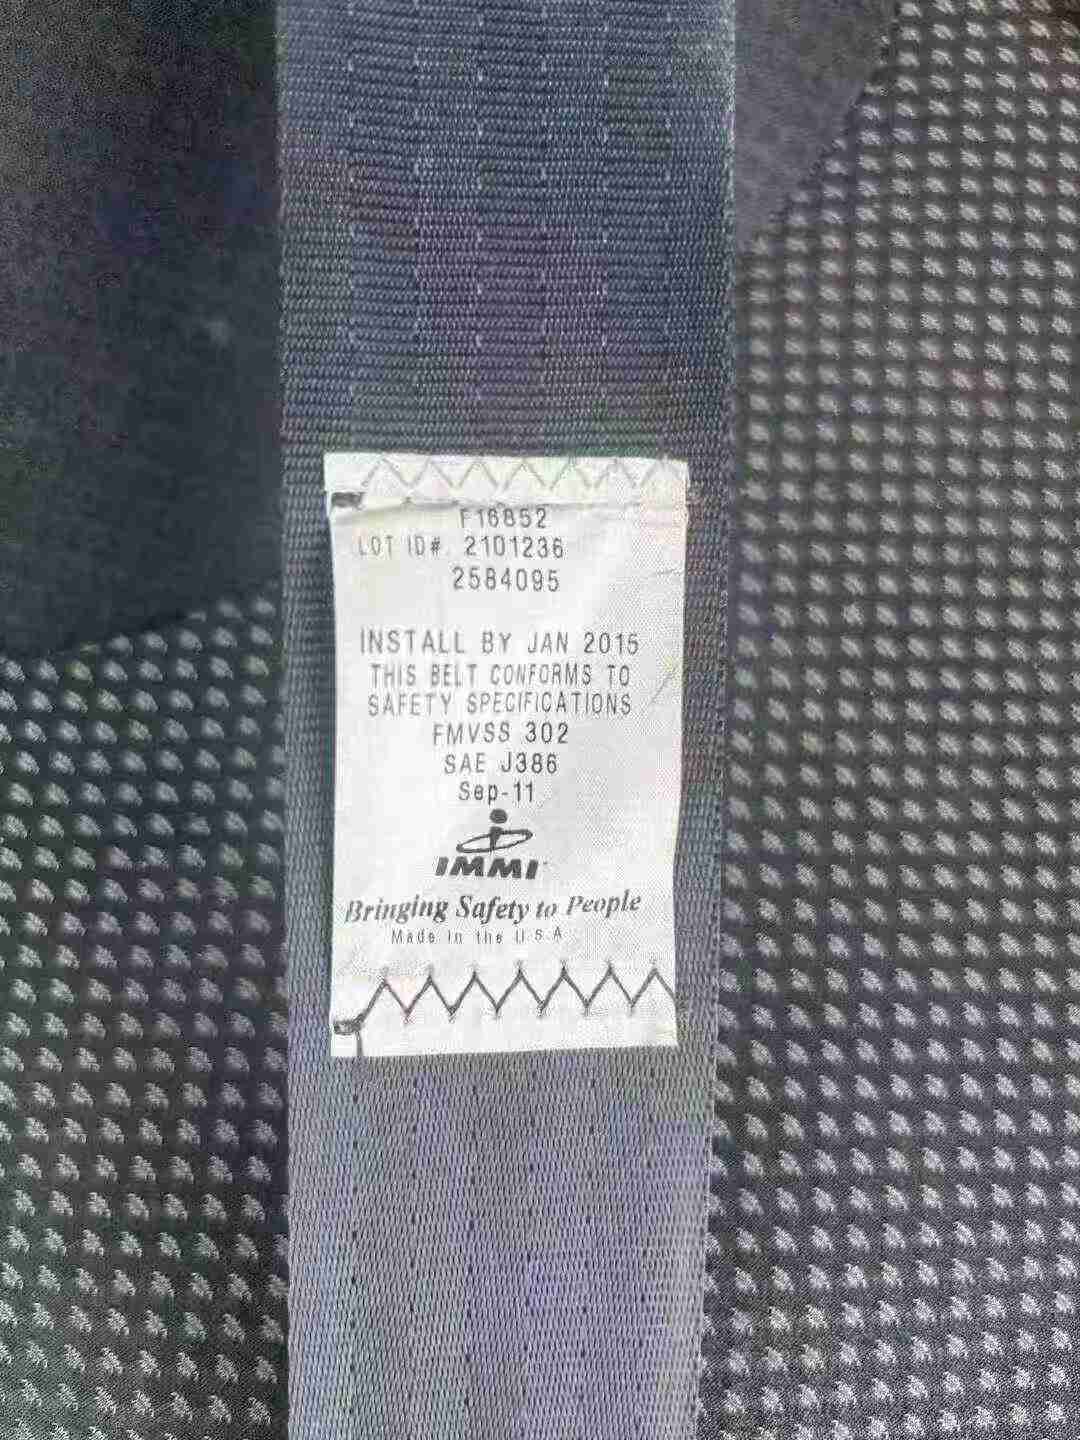 F16852
LOT ID#. 2101236
2584095
INSTALL BY JAN 2015
THIS BELT CONFORMS TO
SAFETY SPECIFICATIONS
FMVSS 302
SAE J386
Sep-11
IMMI
Bringing Safety to People
Made in the U.S.A